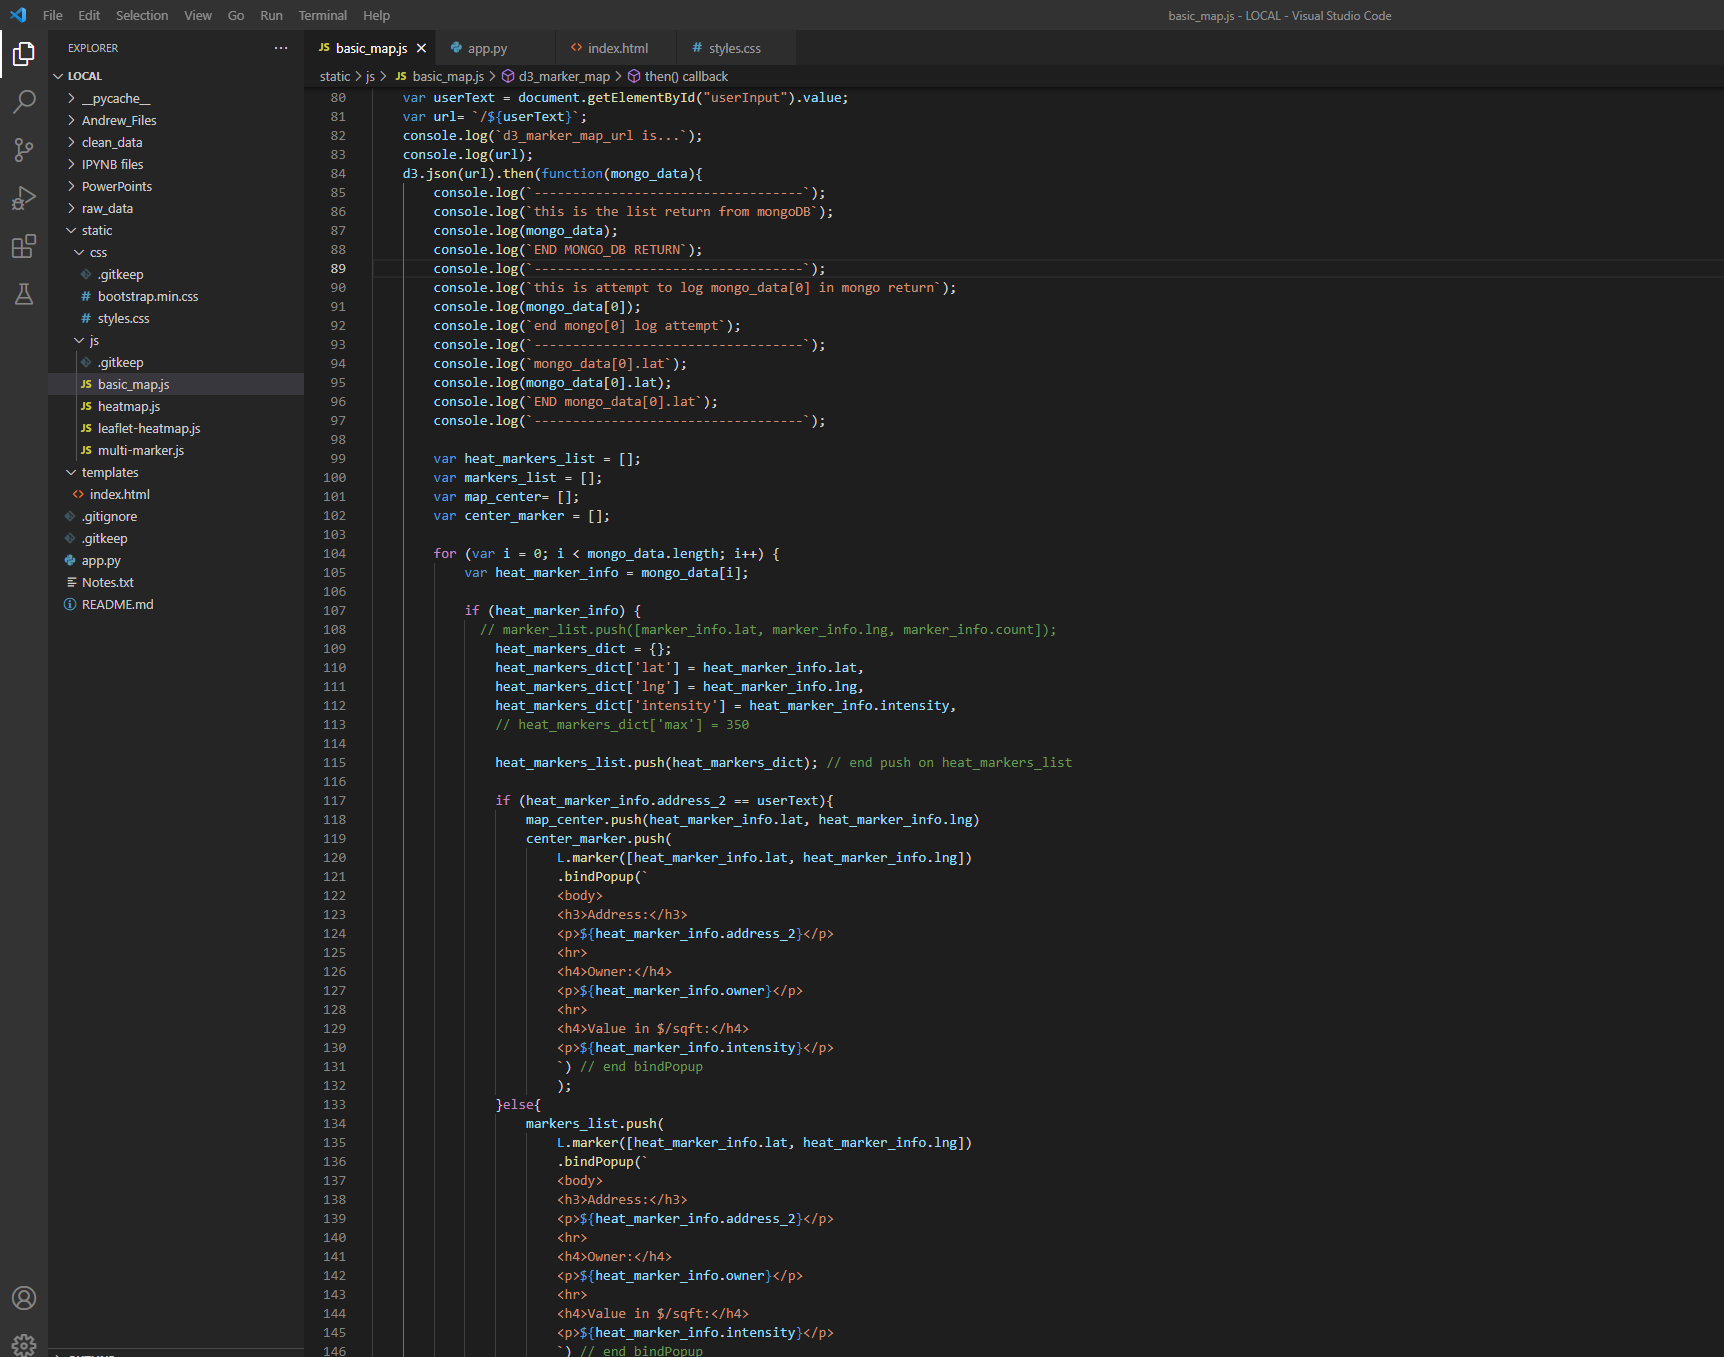 File Edit Selection View Go Run Terminal Help
basic_map.js - LOCAL - Visual Studio Code
EXPLORER ...
LOCAL
__pycache__
Andrew_Files
clean_data
IPYNB files
PowerPoints
raw_data
static
css
.gitkeep
# bootstrap.min.css
# styles.css
js
.gitkeep
JS basic_map.js
JS heatmap.js
JS leaflet-heatmap.js
JS multi-marker.js
templates
<> index.html
.gitignore
.gitkeep
app.py
Notes.txt
README.md
JS basic_map.js × app.py <> index.html # styles.css
static > js > JS basic_map.js > d3_marker_map > then() callback
80 var userText = document.getElementById("userInput").value;
81 var url= `/${userText}`;
82 console.log(`d3_marker_map_url is...`);
83 console.log(url);
84 d3.json(url).then(function(mongo_data){
85 console.log(`-----------------------------------`);
86 console.log(`this is the list return from mongoDB`);
87 console.log(mongo_data);
88 console.log(`END MONGO_DB RETURN`);
89 console.log(`-----------------------------------`);
90 console.log(`this is attempt to log mongo_data[0] in mongo return`);
91 console.log(mongo_data[0]);
92 console.log(`end mongo[0] log attempt`);
93 console.log(`-----------------------------------`);
94 console.log(`mongo_data[0].lat`);
95 console.log(mongo_data[0].lat);
96 console.log(`END mongo_data[0].lat`);
97 console.log(`-----------------------------------`);
98
99 var heat_markers_list = [];
100 var markers_list = [];
101 var map_center= [];
102 var center_marker = [];
103
104 for (var i = 0; i < mongo_data.length; i++) {
105 var heat_marker_info = mongo_data[i];
106
107 if (heat_marker_info) {
108 // marker_list.push([marker_info.lat, marker_info.lng, marker_info.count]);
109 heat_markers_dict = {};
110 heat_markers_dict['lat'] = heat_marker_info.lat,
111 heat_markers_dict['lng'] = heat_marker_info.lng,
112 heat_markers_dict['intensity'] = heat_marker_info.intensity,
113 // heat_markers_dict['max'] = 350
114
115 heat_markers_list.push(heat_markers_dict); // end push on heat_markers_list
116
117 if (heat_marker_info.address_2 == userText){
118 map_center.push(heat_marker_info.lat, heat_marker_info.lng)
119 center_marker.push(
120 L.marker([heat_marker_info.lat, heat_marker_info.lng])
121 .bindPopup(`
122 <body>
123 <h3>Address:</h3>
124 <p>${heat_marker_info.address_2}</p>
125 <hr>
126 <h4>Owner:</h4>
127 <p>${heat_marker_info.owner}</p>
128 <hr>
129 <h4>Value in $/sqft:</h4>
130 <p>${heat_marker_info.intensity}</p>
131 `) // end bindPopup
132 );
133 }else{
134 markers_list.push(
135 L.marker([heat_marker_info.lat, heat_marker_info.lng])
136 .bindPopup(`
137 <body>
138 <h3>Address:</h3>
139 <p>${heat_marker_info.address_2}</p>
140 <hr>
141 <h4>Owner:</h4>
142 <p>${heat_marker_info.owner}</p>
143 <hr>
144 <h4>Value in $/sqft:</h4>
145 <p>${heat_marker_info.intensity}</p>
146 `) // end bindPopup